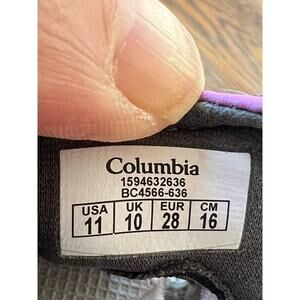 Columbia
1594632636
BC4566-636
USA UK EUR CM
11 10 28 16